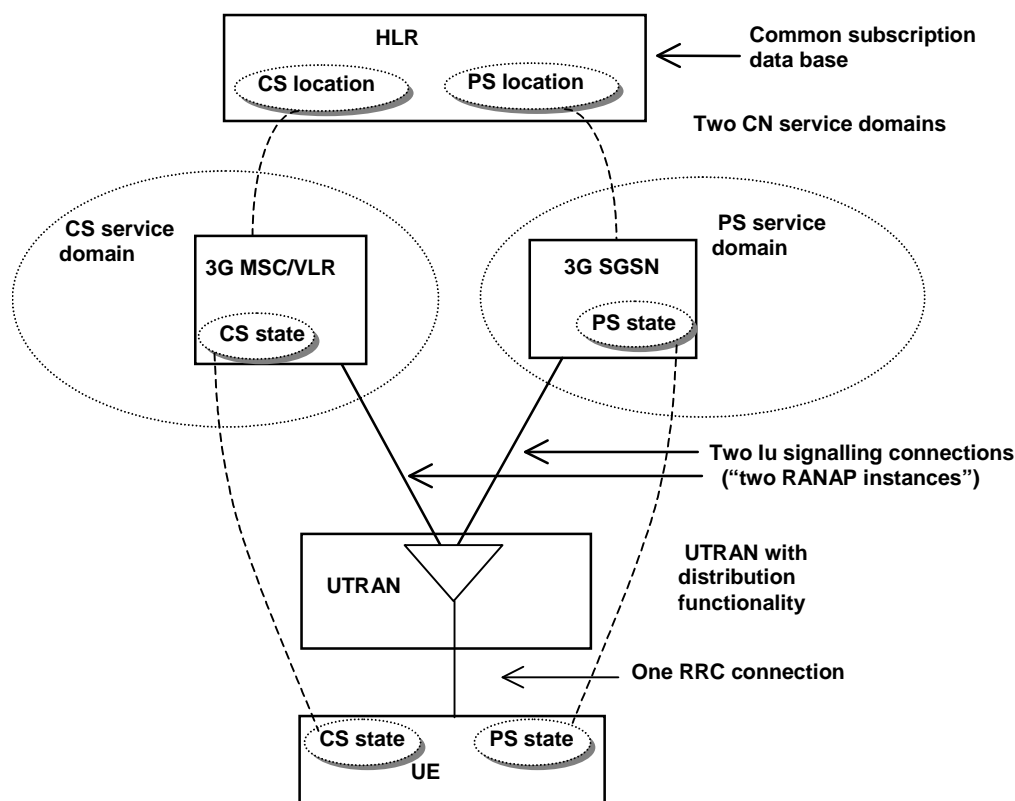 HLR
Common subscription
data base
CS location
PS location
Two CN service domains
CS service
domain
PS service
domain
3G MSC/VLR
3G SGSN
CS state
PS state
Two Iu signalling connections
(“two RANAP instances”)
UTRAN
UTRAN with
distribution
functionality
One RRC connection
CS state
PS state
UE